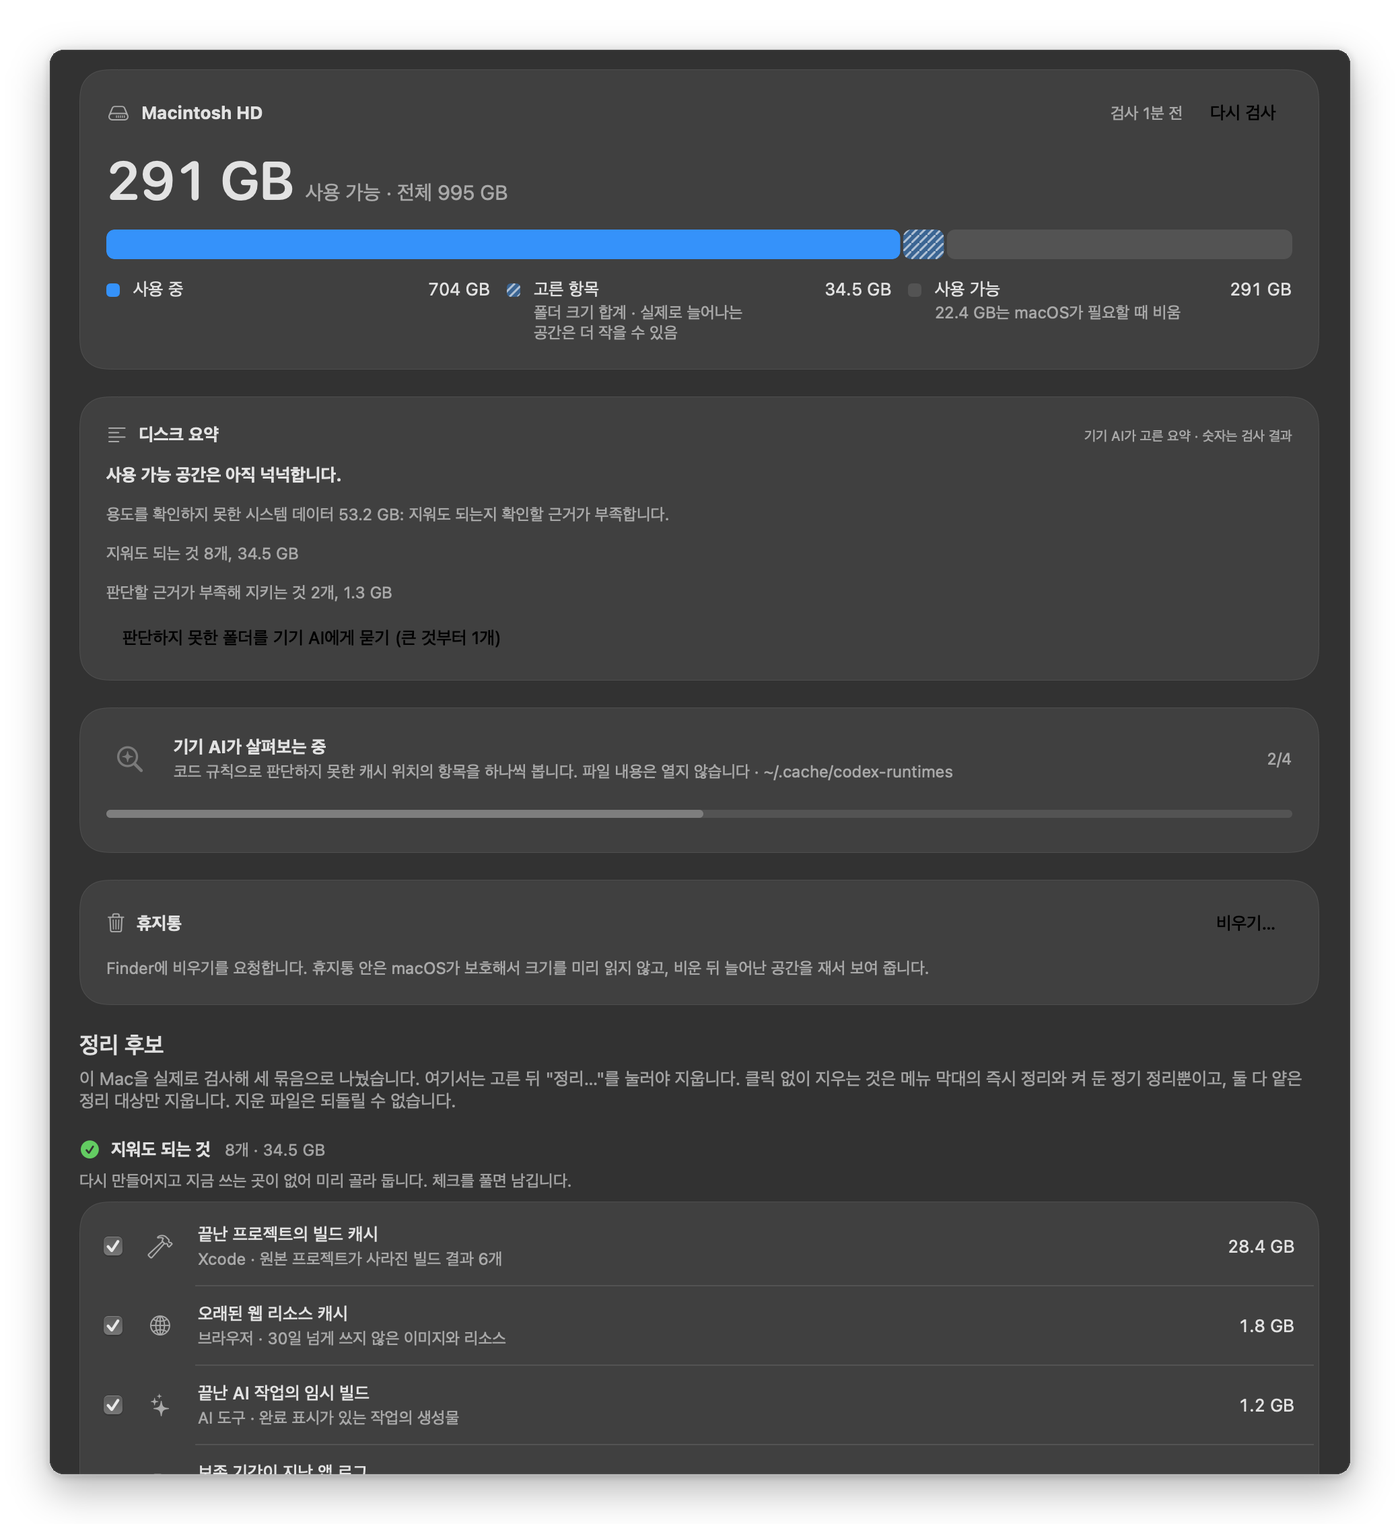 Macintosh HD
검사 1분 전
다시 검사
291 GB 사용 가능 · 전체 995 GB
사용 중 704 GB
고른 항목 34.5 GB
폴더 크기 합계 · 실제로 늘어나는
공간은 더 작을 수 있음
사용 가능 291 GB
22.4 GB는 macOS가 필요할 때 비움
디스크 요약
기기 AI가 고른 요약 · 숫자는 검사 결과
사용 가능 공간은 아직 넉넉합니다.
용도를 확인하지 못한 시스템 데이터 53.2 GB: 지워도 되는지 확인할 근거가 부족합니다.
지워도 되는 것 8개, 34.5 GB
판단할 근거가 부족해 지키는 것 2개, 1.3 GB
판단하지 못한 폴더를 기기 AI에게 묻기 (큰 것부터 1개)
기기 AI가 살펴보는 중
코드 규칙으로 판단하지 못한 캐시 위치의 항목을 하나씩 봅니다. 파일 내용은 열지 않습니다 · ~/.cache/codex-runtimes
2/4
휴지통
비우기...
Finder에 비우기를 요청합니다. 휴지통 안은 macOS가 보호해서 크기를 미리 읽지 않고, 비운 뒤 늘어난 공간을 재서 보여 줍니다.
정리 후보
이 Mac을 실제로 검사해 세 묶음으로 나눴습니다. 여기서는 고른 뒤 "정리..."를 눌러야 지웁니다. 클릭 없이 지우는 것은 메뉴 막대의 즉시 정리와 켜 둔 정기 정리뿐이고, 둘 다 얕은
정리 대상만 지웁니다. 지운 파일은 되돌릴 수 없습니다.
지워도 되는 것 8개 · 34.5 GB
다시 만들어지고 지금 쓰는 곳이 없어 미리 골라 둡니다. 체크를 풀면 남깁니다.
끝난 프로젝트의 빌드 캐시
Xcode · 원본 프로젝트가 사라진 빌드 결과 6개
28.4 GB
오래된 웹 리소스 캐시
브라우저 · 30일 넘게 쓰지 않은 이미지와 리소스
1.8 GB
끝난 AI 작업의 임시 빌드
AI 도구 · 완료 표시가 있는 작업의 생성물
1.2 GB
보존 기간이 지난 앱 로그